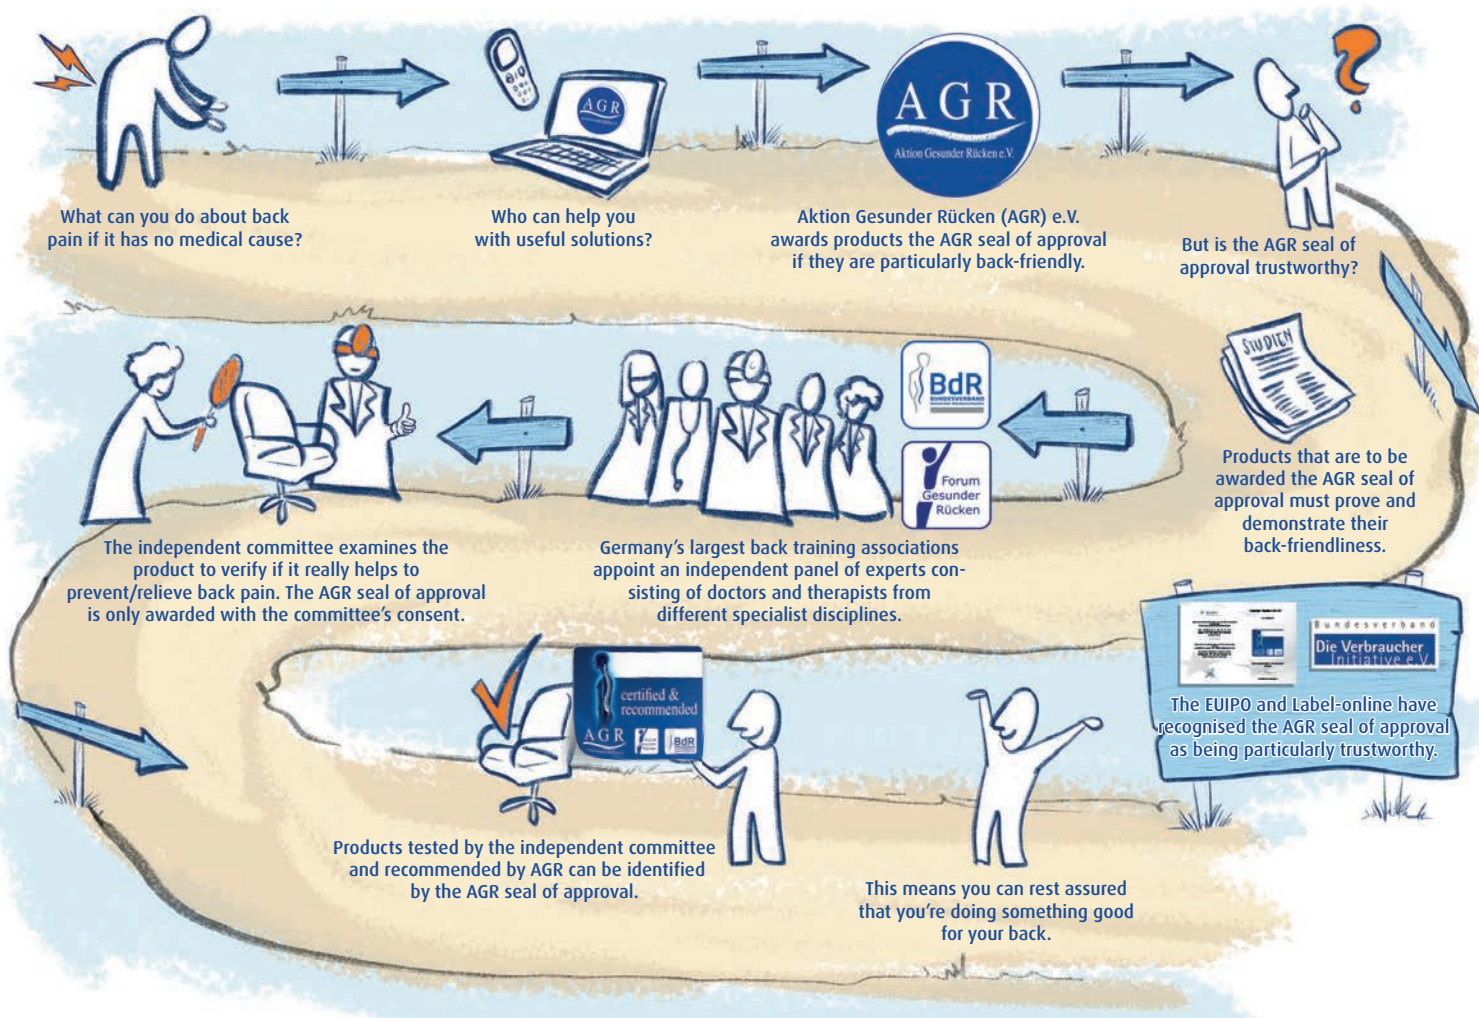 AGR
AGR
Aktion Gesunder Rücken e.V.
What can you do about back
pain if it has no medical cause?
Who can help you
with useful solutions?
Aktion Gesunder Rücken (AGR) e.V.
awards products the AGR seal of approval
if they are particularly back-friendly.
But is the AGR seal of
approval trustworthy?
STUDIEN
Products that are to be
awarded the AGR seal of
approval must prove and
demonstrate their
back-friendliness.
BdR
BUNDESVERBAND
Forum
Gesunder
Rücken
Germany's largest back training associations
appoint an independent panel of experts con-
sisting of doctors and therapists from
different specialist disciplines.
The independent committee examines the
product to verify if it really helps to
prevent/relieve back pain. The AGR seal of approval
is only awarded with the committee's consent.
certified &
recommended
AGR
BdR
Products tested by the independent committee
and recommended by AGR can be identified
by the AGR seal of approval.
This means you can rest assured
that you're doing something good
for your back.
Bundesverband
Die Verbraucher
Initiative e.V.
The EUIPO and Label-online have
recognised the AGR seal of approval
as being particularly trustworthy.